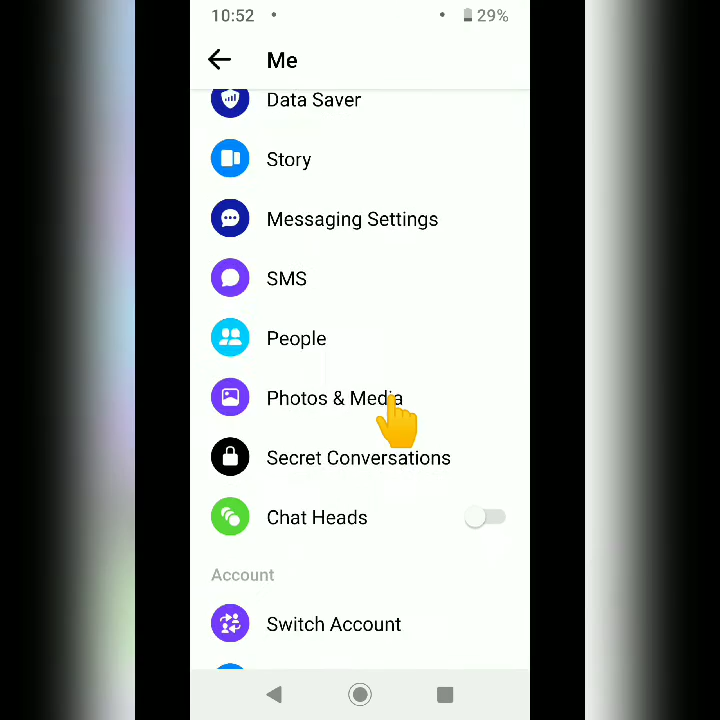 10:52
29%
Me
Data Saver
Story
Messaging Settings
SMS
People
Photos & Media
Secret Conversations
Chat Heads
Account
Switch Account